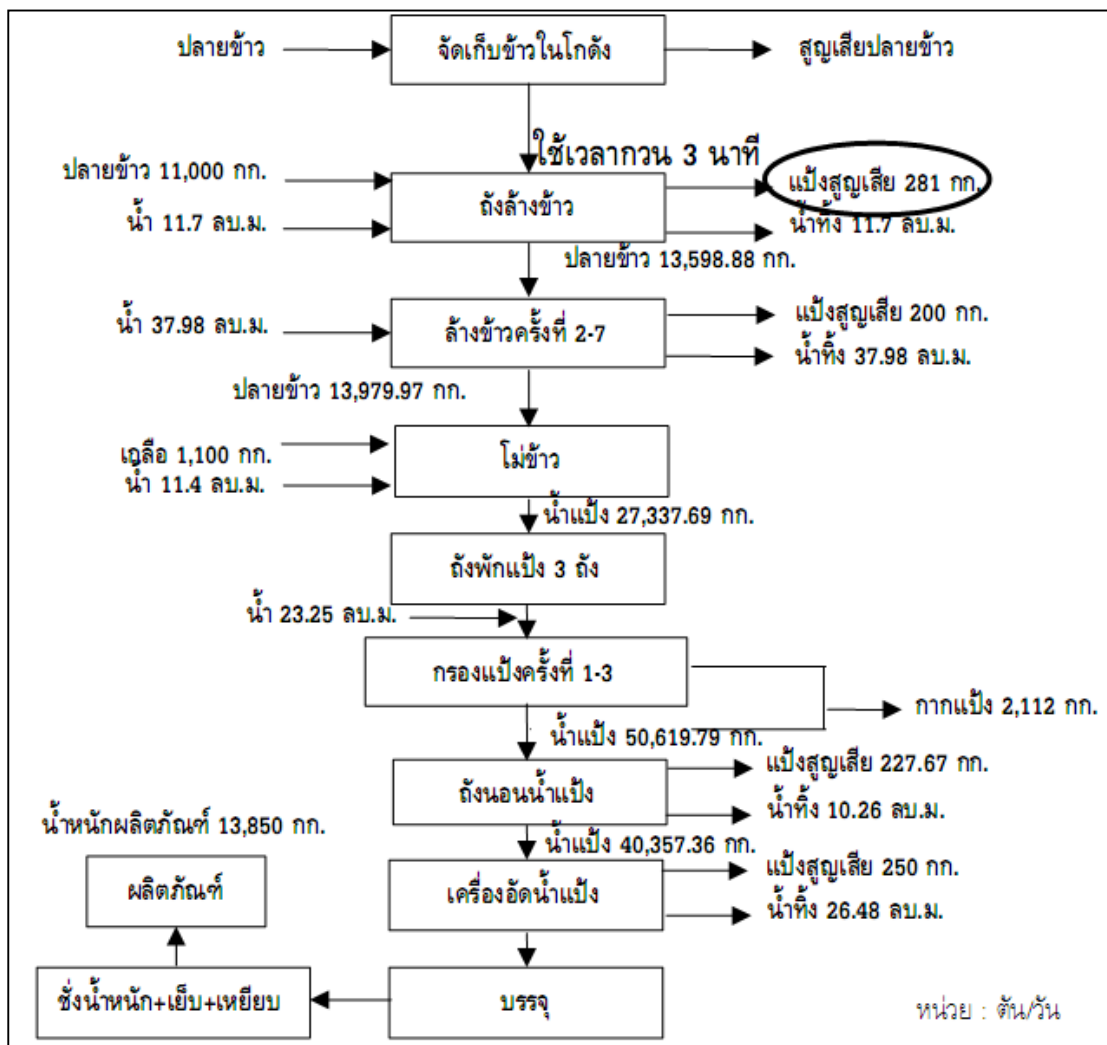 ปลายข้าว
จัดเก็บข้าวในโกดัง
สูญเสียปลายข้าว
ใช้เวลากวน 3 นาที
ปลายข้าว 11,000 กก.
น้ำ 11.7 ลบ.ม.
ถังล้างข้าว
แป้งสูญเสีย 281 กก.
น้ำทิ้ง 11.7 ลบ.ม.
ปลายข้าว 13,598.88 กก.
น้ำ 37.98 ลบ.ม.
ล้างข้าวครั้งที่ 2-7
แป้งสูญเสีย 200 กก.
น้ำทิ้ง 37.98 ลบ.ม.
ปลายข้าว 13,979.97 กก.
เกลือ 1,100 กก.
น้ำ 11.4 ลบ.ม.
โม่ข้าว
น้ำแป้ง 27,337.69 กก.
ถังพักแป้ง 3 ถัง
น้ำ 23.25 ลบ.ม.
กรองแป้งครั้งที่ 1-3
กากแป้ง 2,112 กก.
น้ำแป้ง 50,619.79 กก.
ถังนอนน้ำแป้ง
แป้งสูญเสีย 227.67 กก.
น้ำทิ้ง 10.26 ลบ.ม.
น้ำแป้ง 40,357.36 กก.
เครื่องอัดน้ำแป้ง
แป้งสูญเสีย 250 กก.
น้ำทิ้ง 26.48 ลบ.ม.
น้ำหนักผลิตภัณฑ์ 13,850 กก.
ผลิตภัณฑ์
ชั่งน้ำหนัก+เย็บ+เหยียบ
บรรจุ
หน่วย : ตัน/วัน